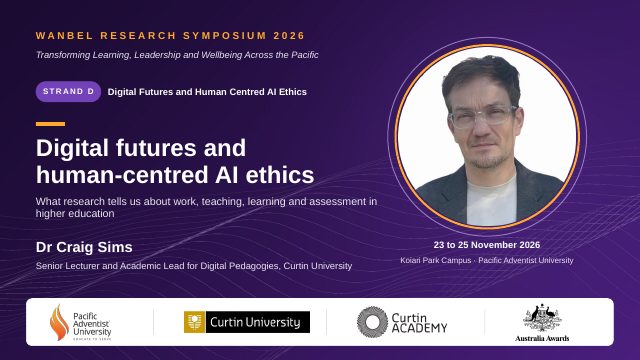 WANBEL RESEARCH SYMPOSIUM 2026
Transforming Learning, Leadership and Wellbeing Across the Pacific
STRAND D Digital Futures and Human Centred AI Ethics
Digital futures and
human-centred AI ethics
What research tells us about work, teaching, learning and assessment in
higher education
Dr Craig Sims
Senior Lecturer and Academic Lead for Digital Pedagogies, Curtin University
23 to 25 November 2026
Koiari Park Campus · Pacific Adventist University
Pacific
Adventist
University
EDUCATE TO SERVE
Curtin University
Curtin
ACADEMY
Australia Awards